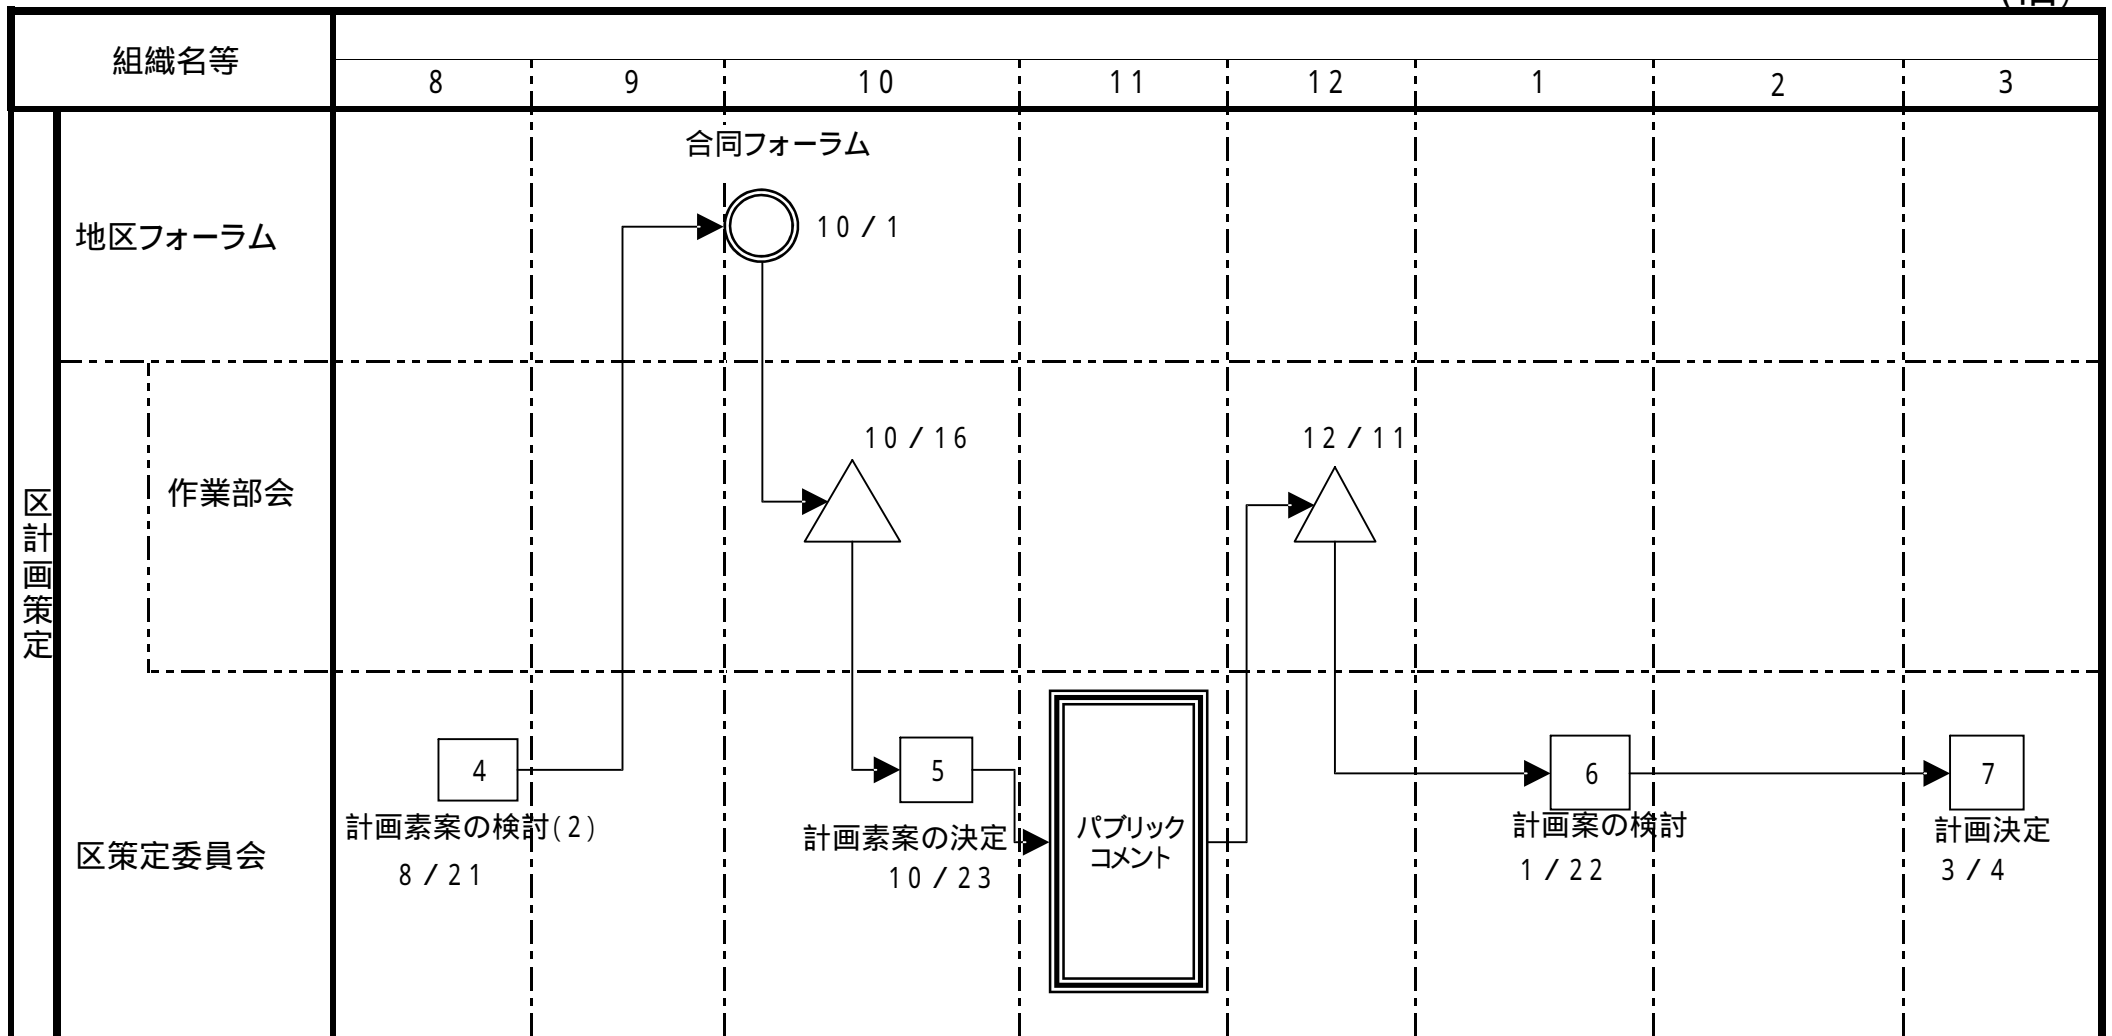 組織名等
8 9 10 11 12 1 2 3
合同フォーラム
地区フォーラム
10/1
10/16
12/11
作業部会
区計画策定
4
5
6
7
計画素案の検討(2)
8/21
計画素案の決定
10/23
パブリック
コメント
計画案の検討
1/22
計画決定
3/4
区策定委員会